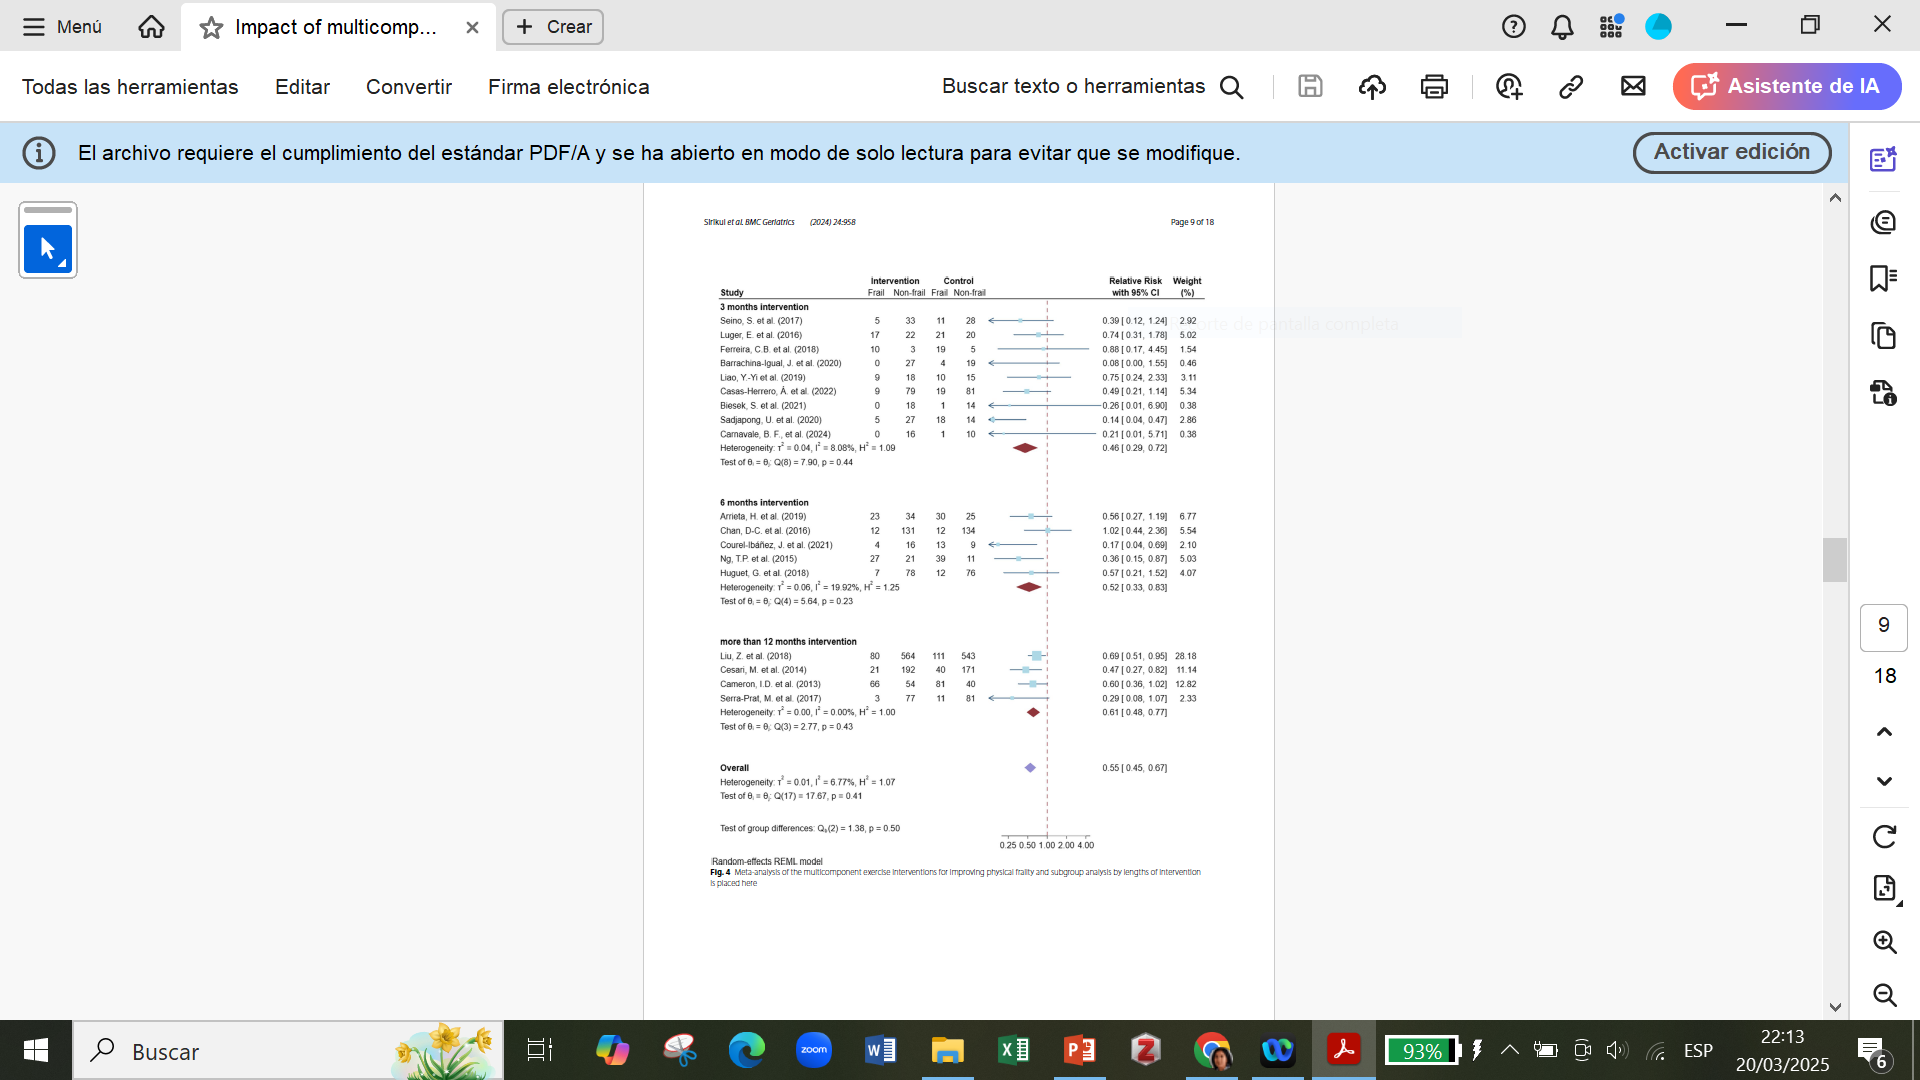 Menú
Impact of multicomp...
Crear
Todas las herramientas
Editar
Convertir
Firma electrónica
Buscar texto o herramientas
Asistente de IA
El archivo requiere el cumplimiento del estándar PDF/A y se ha abierto en modo de solo lectura para evitar que se modifique.
Activar edición
Sirikul et al. BMC Geriatrics (2024) 24:958 Page 9 of 18
Intervention Control Relative Risk Weight
Study Frail Non-frail Frail Non-frail with 95% CI (%)
3 months intervention
Seino, S. et al. (2017) 5 33 11 28 0.39 [ 0.12, 1.24] 2.92
Luger, E. et al. (2016) 17 22 21 20 0.74 [ 0.31, 1.78] 5.02
Ferreira, C.B. et al. (2018) 10 3 19 5 0.88 [ 0.17, 4.45] 1.54
Barrachina-Igual, J. et al. (2020) 0 27 4 19 0.08 [ 0.00, 1.55] 0.46
Liao, Y.-Yi et al. (2019) 9 18 10 15 0.75 [ 0.24, 2.33] 3.11
Casas-Herrero, Á. et al. (2022) 9 79 19 81 0.49 [ 0.21, 1.14] 5.34
Biesek, S. et al. (2021) 0 18 1 14 0.26 [ 0.01, 6.90] 0.38
Sadjapong, U. et al. (2020) 5 27 18 14 0.14 [ 0.04, 0.47] 2.86
Carnavale, B. F., et al. (2024) 0 16 1 10 0.21 [ 0.01, 5.71] 0.38
Heterogeneity: τ² = 0.04, I² = 8.08%, H² = 1.09 0.46 [ 0.29, 0.72]
Test of θᵢ = θⱼ: Q(8) = 7.90, p = 0.44
6 months intervention
Arrieta, H. et al. (2019) 23 34 30 25 0.56 [ 0.27, 1.19] 6.77
Chan, D-C. et al. (2016) 12 131 12 134 1.02 [ 0.44, 2.36] 5.54
Courel-Ibáñez, J. et al. (2021) 4 16 13 9 0.17 [ 0.04, 0.69] 2.10
Ng, T.P. et al. (2015) 27 21 39 11 0.36 [ 0.15, 0.87] 5.03
Huguet, G. et al. (2018) 7 78 12 76 0.57 [ 0.21, 1.52] 4.07
Heterogeneity: τ² = 0.06, I² = 19.92%, H² = 1.25 0.52 [ 0.33, 0.83]
Test of θᵢ = θⱼ: Q(4) = 5.64, p = 0.23
more than 12 months intervention
Liu, Z. et al. (2018) 80 564 111 543 0.69 [ 0.51, 0.95] 28.18
Cesari, M. et al. (2014) 21 192 40 171 0.47 [ 0.27, 0.82] 11.14
Cameron, I.D. et al. (2013) 66 54 81 40 0.60 [ 0.36, 1.02] 12.82
Serra-Prat, M. et al. (2017) 3 77 11 81 0.29 [ 0.08, 1.07] 2.33
Heterogeneity: τ² = 0.00, I² = 0.00%, H² = 1.00 0.61 [ 0.48, 0.77]
Test of θᵢ = θⱼ: Q(3) = 2.77, p = 0.43
Overall 0.55 [ 0.45, 0.67]
Heterogeneity: τ² = 0.01, I² = 6.77%, H² = 1.07
Test of θᵢ = θⱼ: Q(17) = 17.67, p = 0.41
Test of group differences: Q_b(2) = 1.38, p = 0.50
0.25 0.50 1.00 2.00 4.00
Random-effects REML model
Fig. 4 Meta-analysis of the multicomponent exercise interventions for improving physical frailty and subgroup analysis by lengths of intervention
is placed here
9
18
Buscar
zoom
93%
ESP
22:13
20/03/2025
6